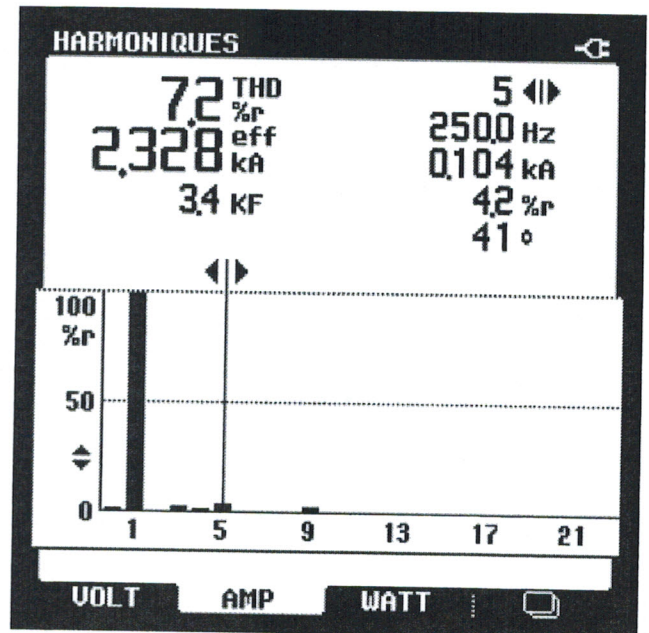 HARMONIQUES
7,2 THD %r
2,328 eff kA
3,4 KF
5
250,0 Hz
0,104 kA
4,2 %r
41 °
100
%r
50
0
1 5 9 13 17 21
VOLT AMP WATT